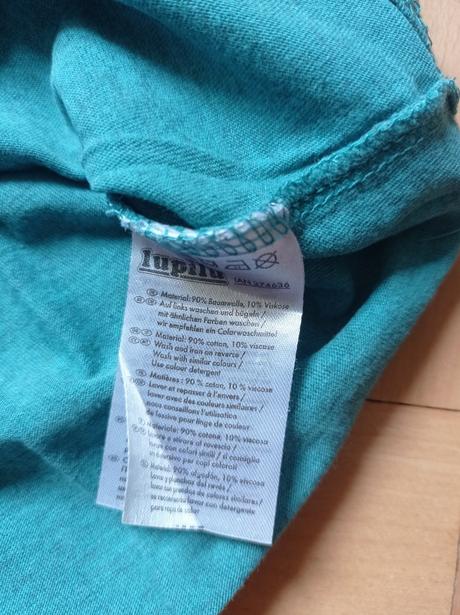 lupilu
IAN 274636
Material: 90% Baumwolle, 10% Viskose
Auf links waschen und bügeln /
mit ähnlichen Farben waschen /
wir empfehlen ein Colorwaschmittel
Material: 90% cotton, 10% viscose
Wash and iron on reverse /
Wash with similar colours /
Use colour detergent
Matières: 90 % coton, 10 % viscose
Laver et repasser à l'envers /
laver avec des couleurs similaires /
nous conseillons l'utilisation
de lessive pour linge de couleur
Materiale: 90% cotone, 10% viscosa
lavare e stirare al rovescio /
lavare con colori simili / si consiglia
per capi colorati
Material: 90% algodón, 10% viscosa
lavar y planchar del revés /
lavar con prendas de colores similares /
se recomienda usar detergente
para ropa de color